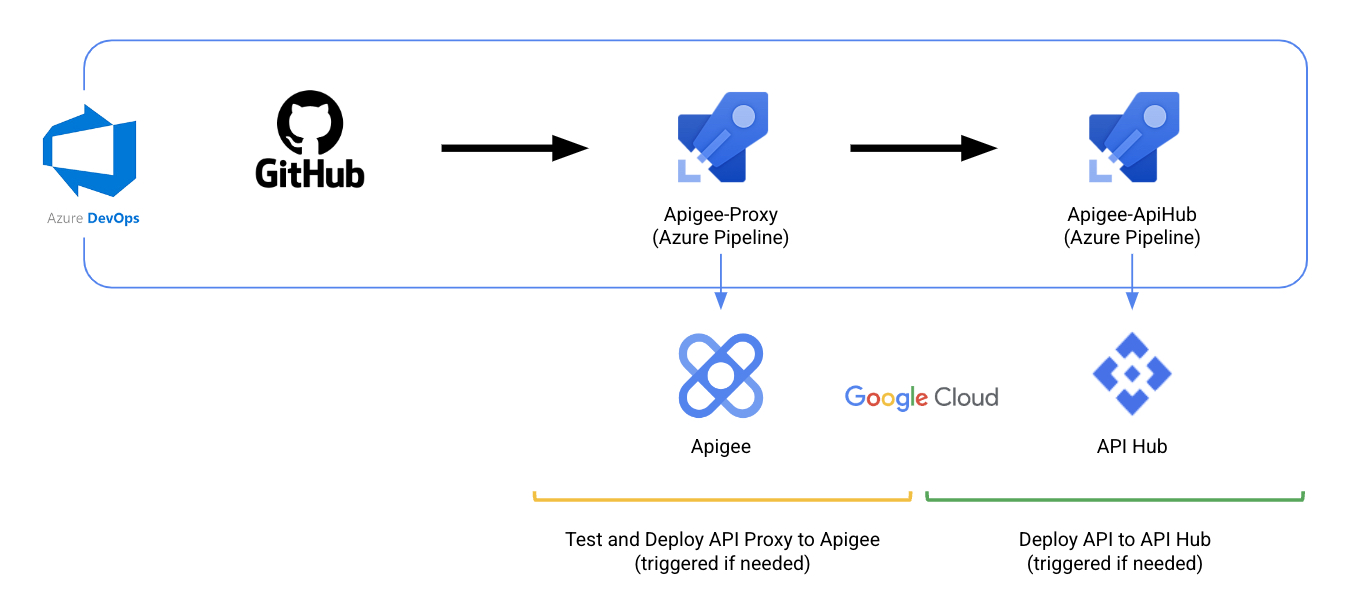 GitHub
Azure DevOps
Apigee-Proxy
(Azure Pipeline)
Apigee-ApiHub
(Azure Pipeline)
Google Cloud
Apigee
API Hub
Test and Deploy API Proxy to Apigee
(triggered if needed)
Deploy API to API Hub
(triggered if needed)